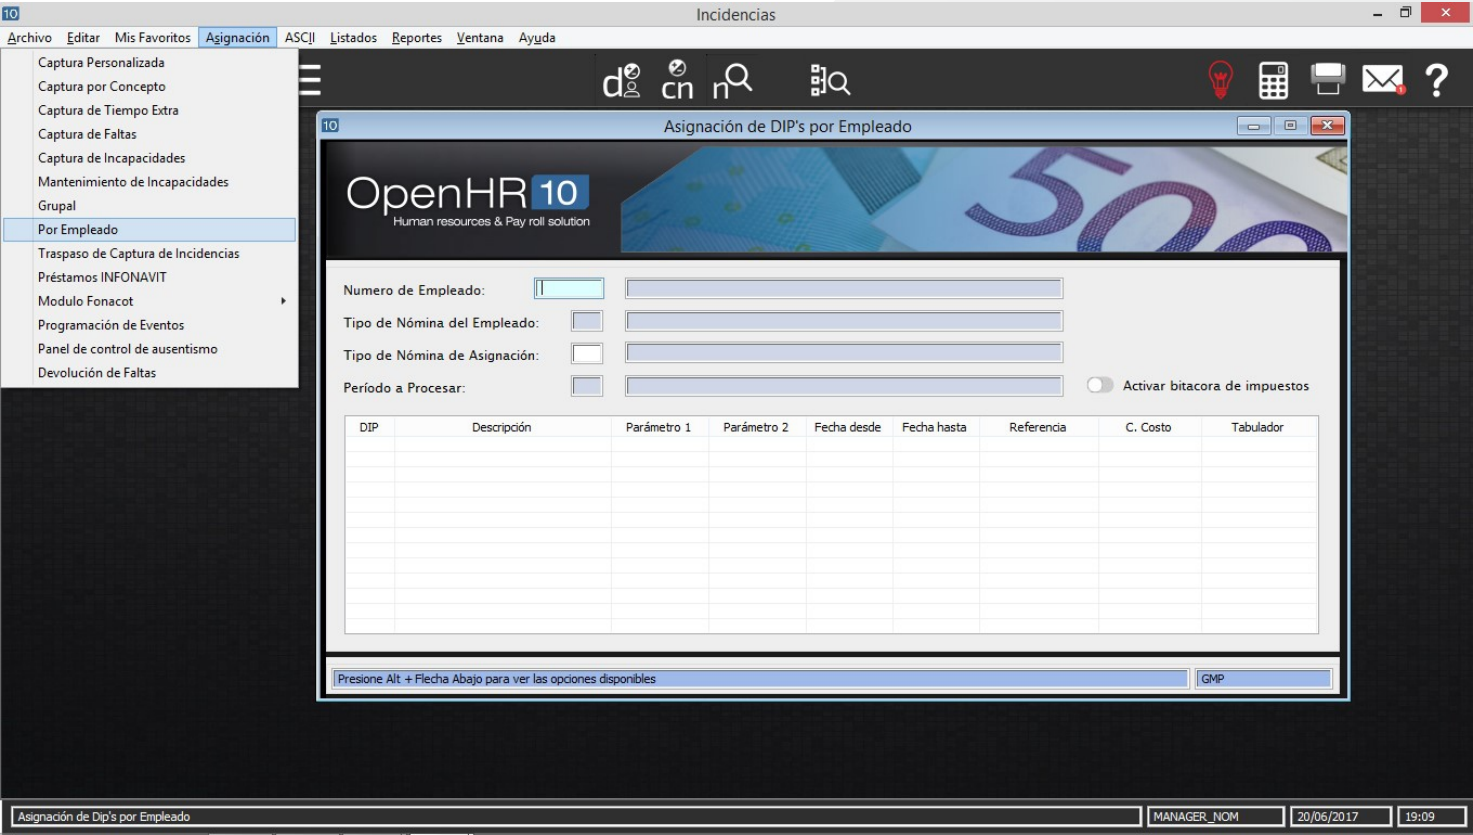 10 Incidencias
Archivo Editar Mis Favoritos Asignación ASCII Listados Reportes Ventana Ayuda
Captura Personalizada
Captura por Concepto
Captura de Tiempo Extra
Captura de Faltas
Captura de Incapacidades
Mantenimiento de Incapacidades
Grupal
Por Empleado
Traspaso de Captura de Incidencias
Préstamos INFONAVIT
Modulo Fonacot
Programación de Eventos
Panel de control de ausentismo
Devolución de Faltas
d cn n ?
1
10 Asignación de DIP's por Empleado
OpenHR 10
Human resources & Pay roll solution
500
Numero de Empleado:
Tipo de Nómina del Empleado:
Tipo de Nómina de Asignación:
Período a Procesar: Activar bitacora de impuestos
DIP Descripción Parámetro 1 Parámetro 2 Fecha desde Fecha hasta Referencia C. Costo Tabulador
Presione Alt + Flecha Abajo para ver las opciones disponibles GMP
Asignación de Dip's por Empleado MANAGER_NOM 20/06/2017 19:09